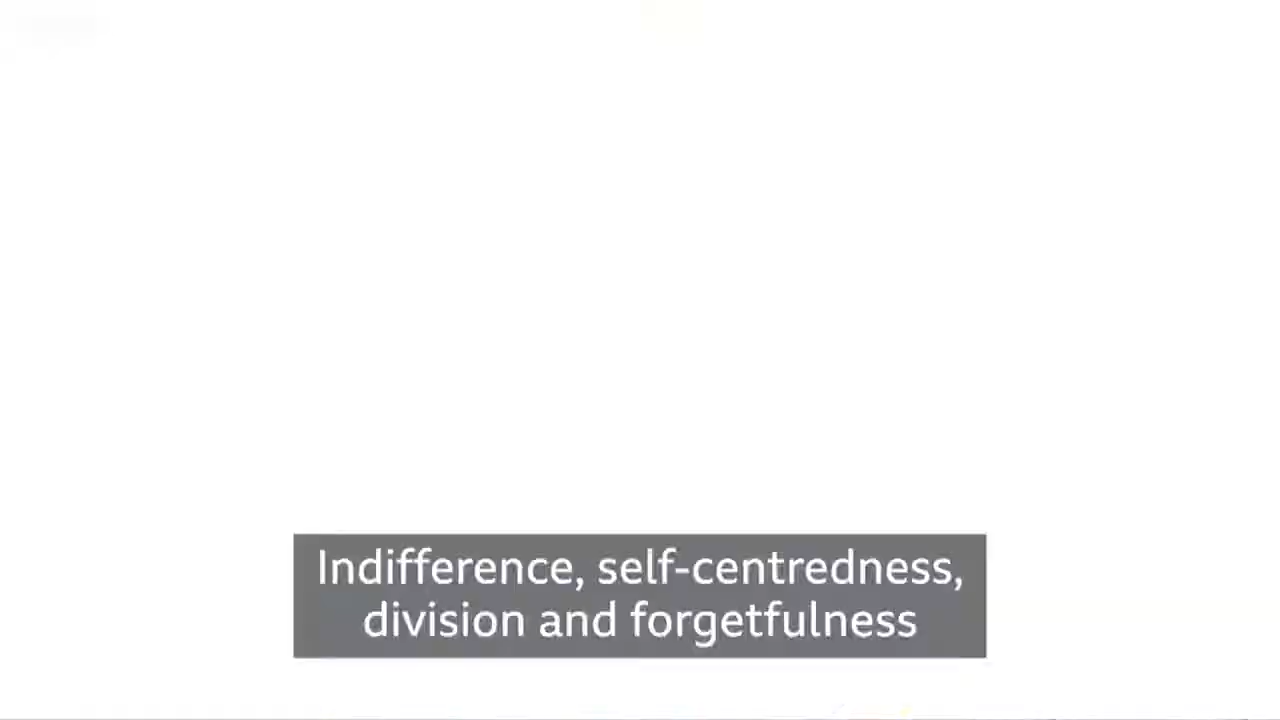 Indifference, self-centredness,
division and forgetfulness